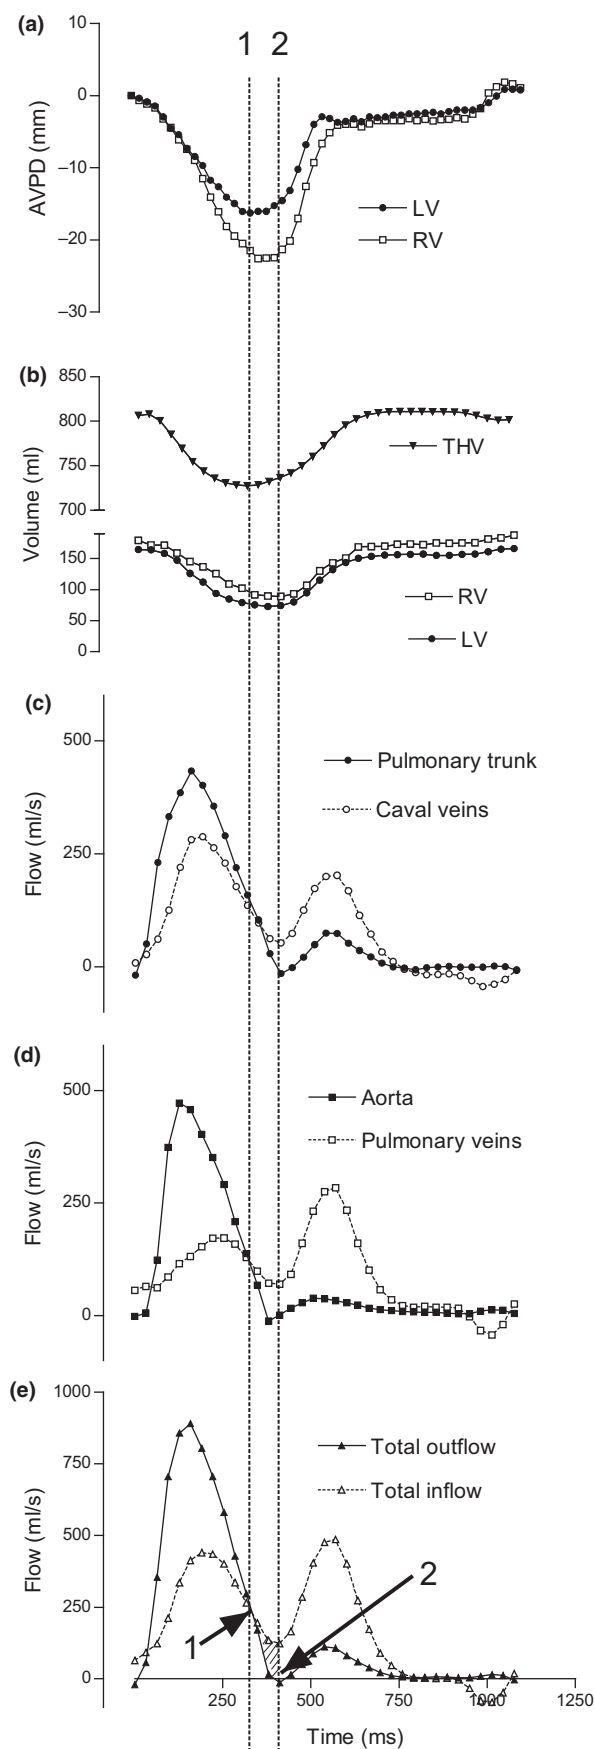 (a)
10
0
−10
−20
−30
AVPD (mm)
1 2
LV
RV
(b)
850
800
750
700
150
100
50
0
Volume (ml)
THV
RV
LV
(c)
500
250
0
Flow (ml/s)
Pulmonary trunk
Caval veins
(d)
500
250
0
Flow (ml/s)
Aorta
Pulmonary veins
(e)
1000
750
500
250
0
Flow (ml/s)
Total outflow
Total inflow
1
2
250 500 750 1000 1250
Time (ms)